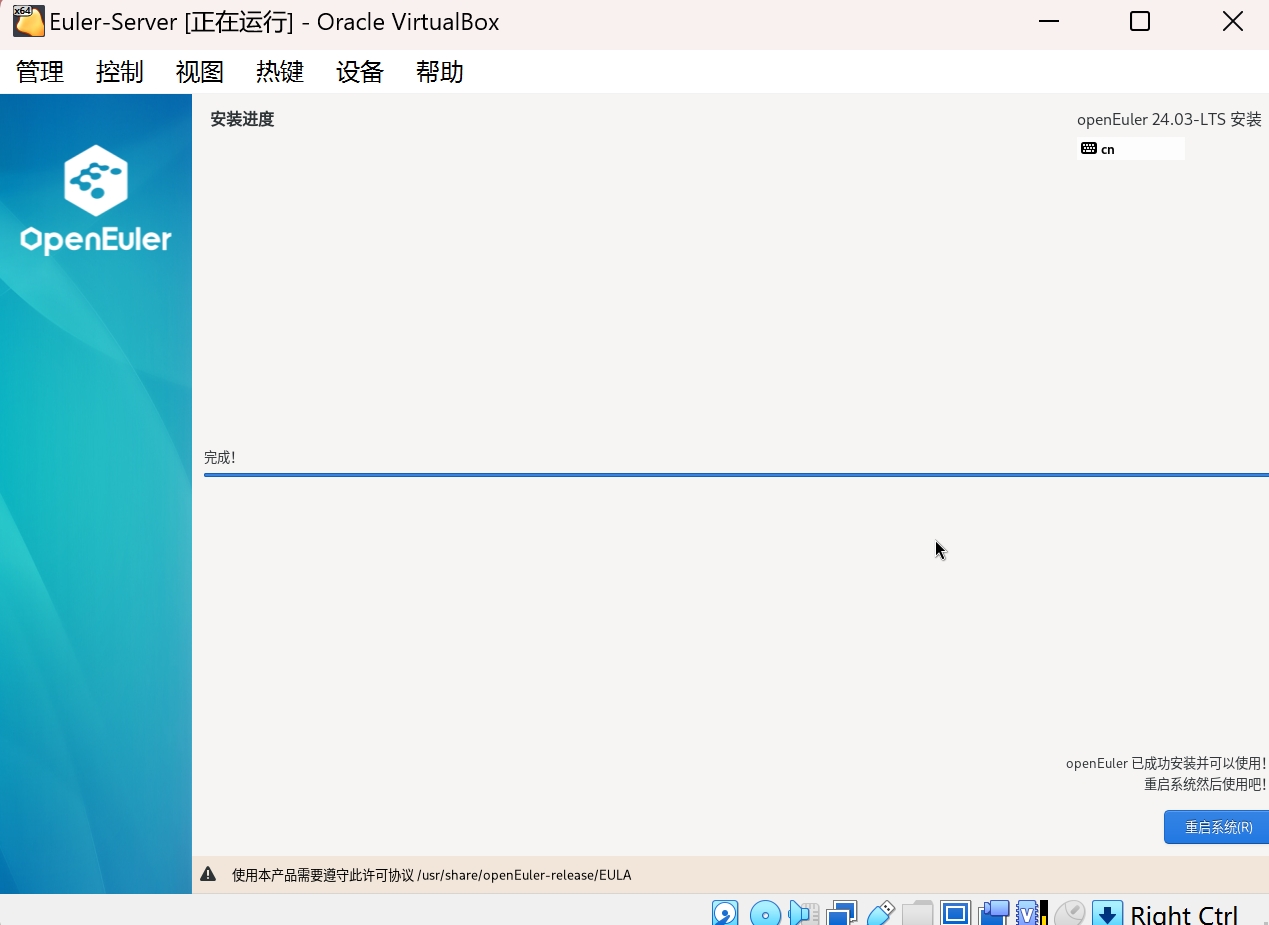 x64
Euler-Server [正在运行] - Oracle VirtualBox
管理 控制 视图 热键 设备 帮助
安装进度
openEuler 24.03-LTS 安装
cn
OpenEuler
完成!
openEuler 已成功安装并可以使用!
重启系统然后使用吧!
重启系统(R)
使用本产品需要遵守此许可协议 /usr/share/openEuler-release/EULA
V
Right Ctrl